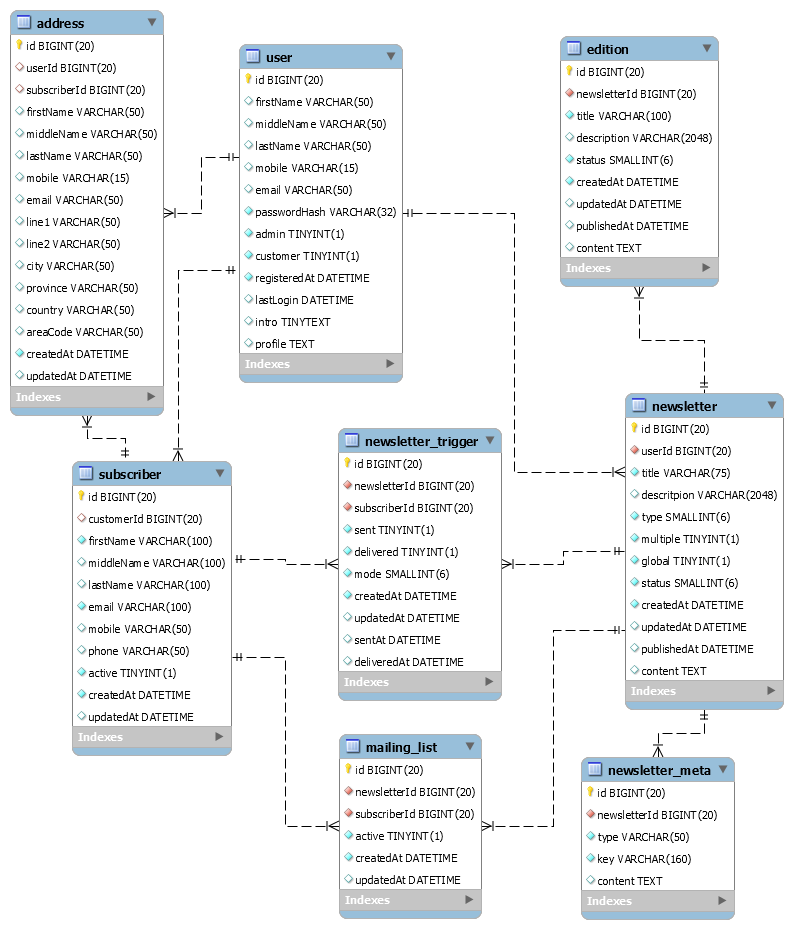 address
id BIGINT(20)
userId BIGINT(20)
subscriberId BIGINT(20)
firstName VARCHAR(50)
middleName VARCHAR(50)
lastName VARCHAR(50)
mobile VARCHAR(15)
email VARCHAR(50)
line1 VARCHAR(50)
line2 VARCHAR(50)
city VARCHAR(50)
province VARCHAR(50)
country VARCHAR(50)
areaCode VARCHAR(50)
createdAt DATETIME
updatedAt DATETIME
Indexes
user
id BIGINT(20)
firstName VARCHAR(50)
middleName VARCHAR(50)
lastName VARCHAR(50)
mobile VARCHAR(15)
email VARCHAR(50)
passwordHash VARCHAR(32)
admin TINYINT(1)
customer TINYINT(1)
registeredAt DATETIME
lastLogin DATETIME
intro TINYTEXT
profile TEXT
Indexes
edition
id BIGINT(20)
newsletterId BIGINT(20)
title VARCHAR(100)
description VARCHAR(2048)
status SMALLINT(6)
createdAt DATETIME
updatedAt DATETIME
publishedAt DATETIME
content TEXT
Indexes
subscriber
id BIGINT(20)
customerId BIGINT(20)
firstName VARCHAR(100)
middleName VARCHAR(100)
lastName VARCHAR(100)
email VARCHAR(100)
mobile VARCHAR(50)
phone VARCHAR(50)
active TINYINT(1)
createdAt DATETIME
updatedAt DATETIME
Indexes
newsletter_trigger
id BIGINT(20)
newsletterId BIGINT(20)
subscriberId BIGINT(20)
sent TINYINT(1)
delivered TINYINT(1)
mode SMALLINT(6)
createdAt DATETIME
updatedAt DATETIME
sentAt DATETIME
deliveredAt DATETIME
Indexes
newsletter
id BIGINT(20)
userId BIGINT(20)
title VARCHAR(75)
descritpion VARCHAR(2048)
type SMALLINT(6)
multiple TINYINT(1)
global TINYINT(1)
status SMALLINT(6)
createdAt DATETIME
updatedAt DATETIME
publishedAt DATETIME
content TEXT
Indexes
mailing_list
id BIGINT(20)
newsletterId BIGINT(20)
subscriberId BIGINT(20)
active TINYINT(1)
createdAt DATETIME
updatedAt DATETIME
Indexes
newsletter_meta
id BIGINT(20)
newsletterId BIGINT(20)
type VARCHAR(50)
key VARCHAR(160)
content TEXT
Indexes